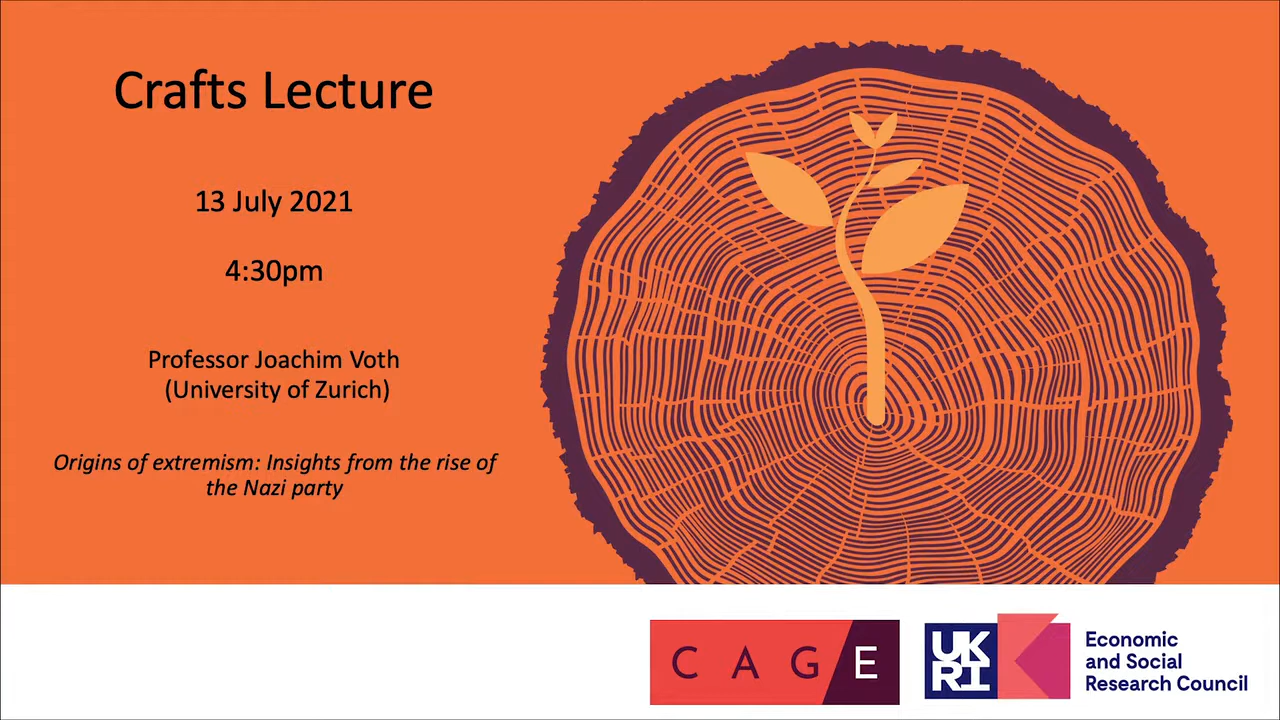 Crafts Lecture
13 July 2021
4:30pm
Professor Joachim Voth
(University of Zurich)
Origins of extremism: Insights from the rise of
the Nazi party
CAGE
UK
RI
Economic
and Social
Research Council